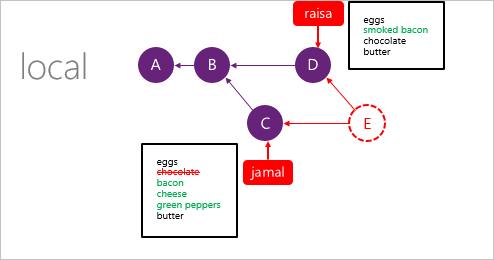 raisa
eggs
smoked bacon
chocolate
butter
local
A
B
D
C
E
jamal
eggs
chocolate
bacon
cheese
green peppers
butter